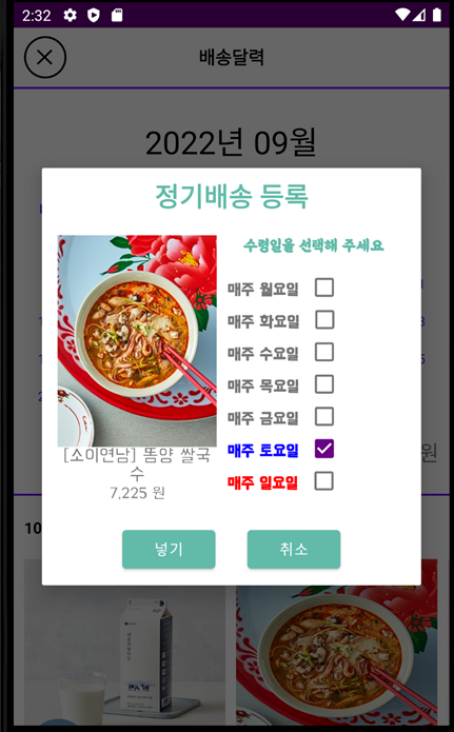 2:32
배송달력
2022년 09월
정기배송 등록
수령일을 선택해 주세요
매주 월요일
매주 화요일
매주 수요일
매주 목요일
매주 금요일
매주 토요일
매주 일요일
[소이연남] 똠양 쌀국
수
7,225 원
원
넣기
취소
10